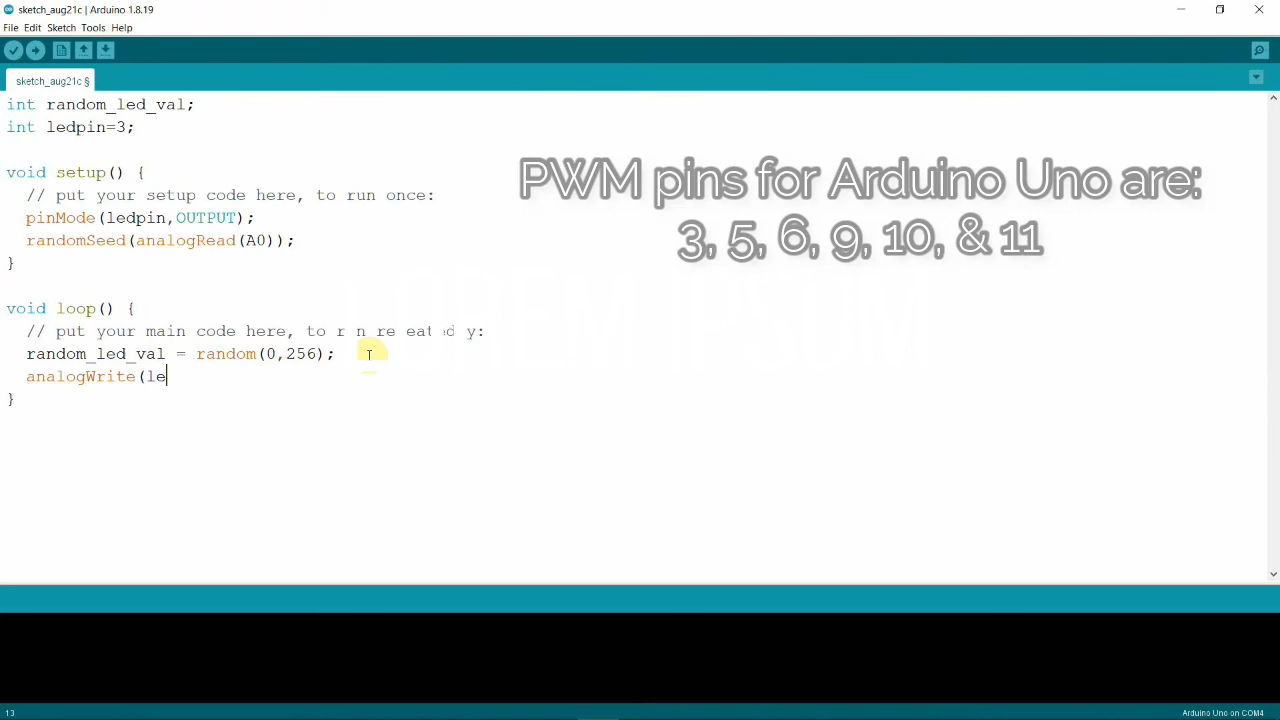 sketch_aug21c | Arduino 1.8.19
File Edit Sketch Tools Help
sketch_aug21c §
int random_led_val;
int ledpin=3;
void setup() {
// put your setup code here, to run once:
pinMode(ledpin,OUTPUT);
randomSeed(analogRead(A0));
}
PWM pins for Arduino Uno are:
3, 5, 6, 9, 10, & 11
void loop() {
// put your main code here, to r n re eat d y:
random_led_val = random(0,256);
analogWrite(le
}
13
Arduino Uno on COM4